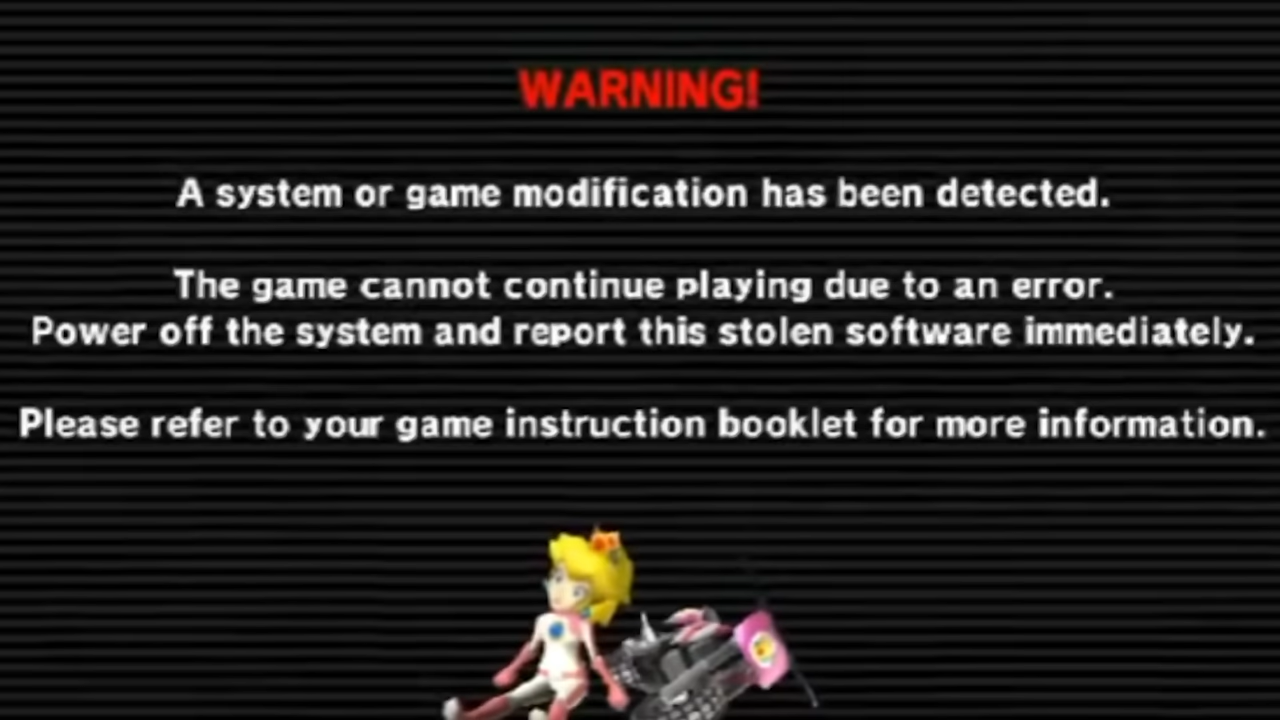 WARNING!
A system or game modification has been detected.
The game cannot continue playing due to an error.
Power off the system and report this stolen software immediately.
Please refer to your game instruction booklet for more information.